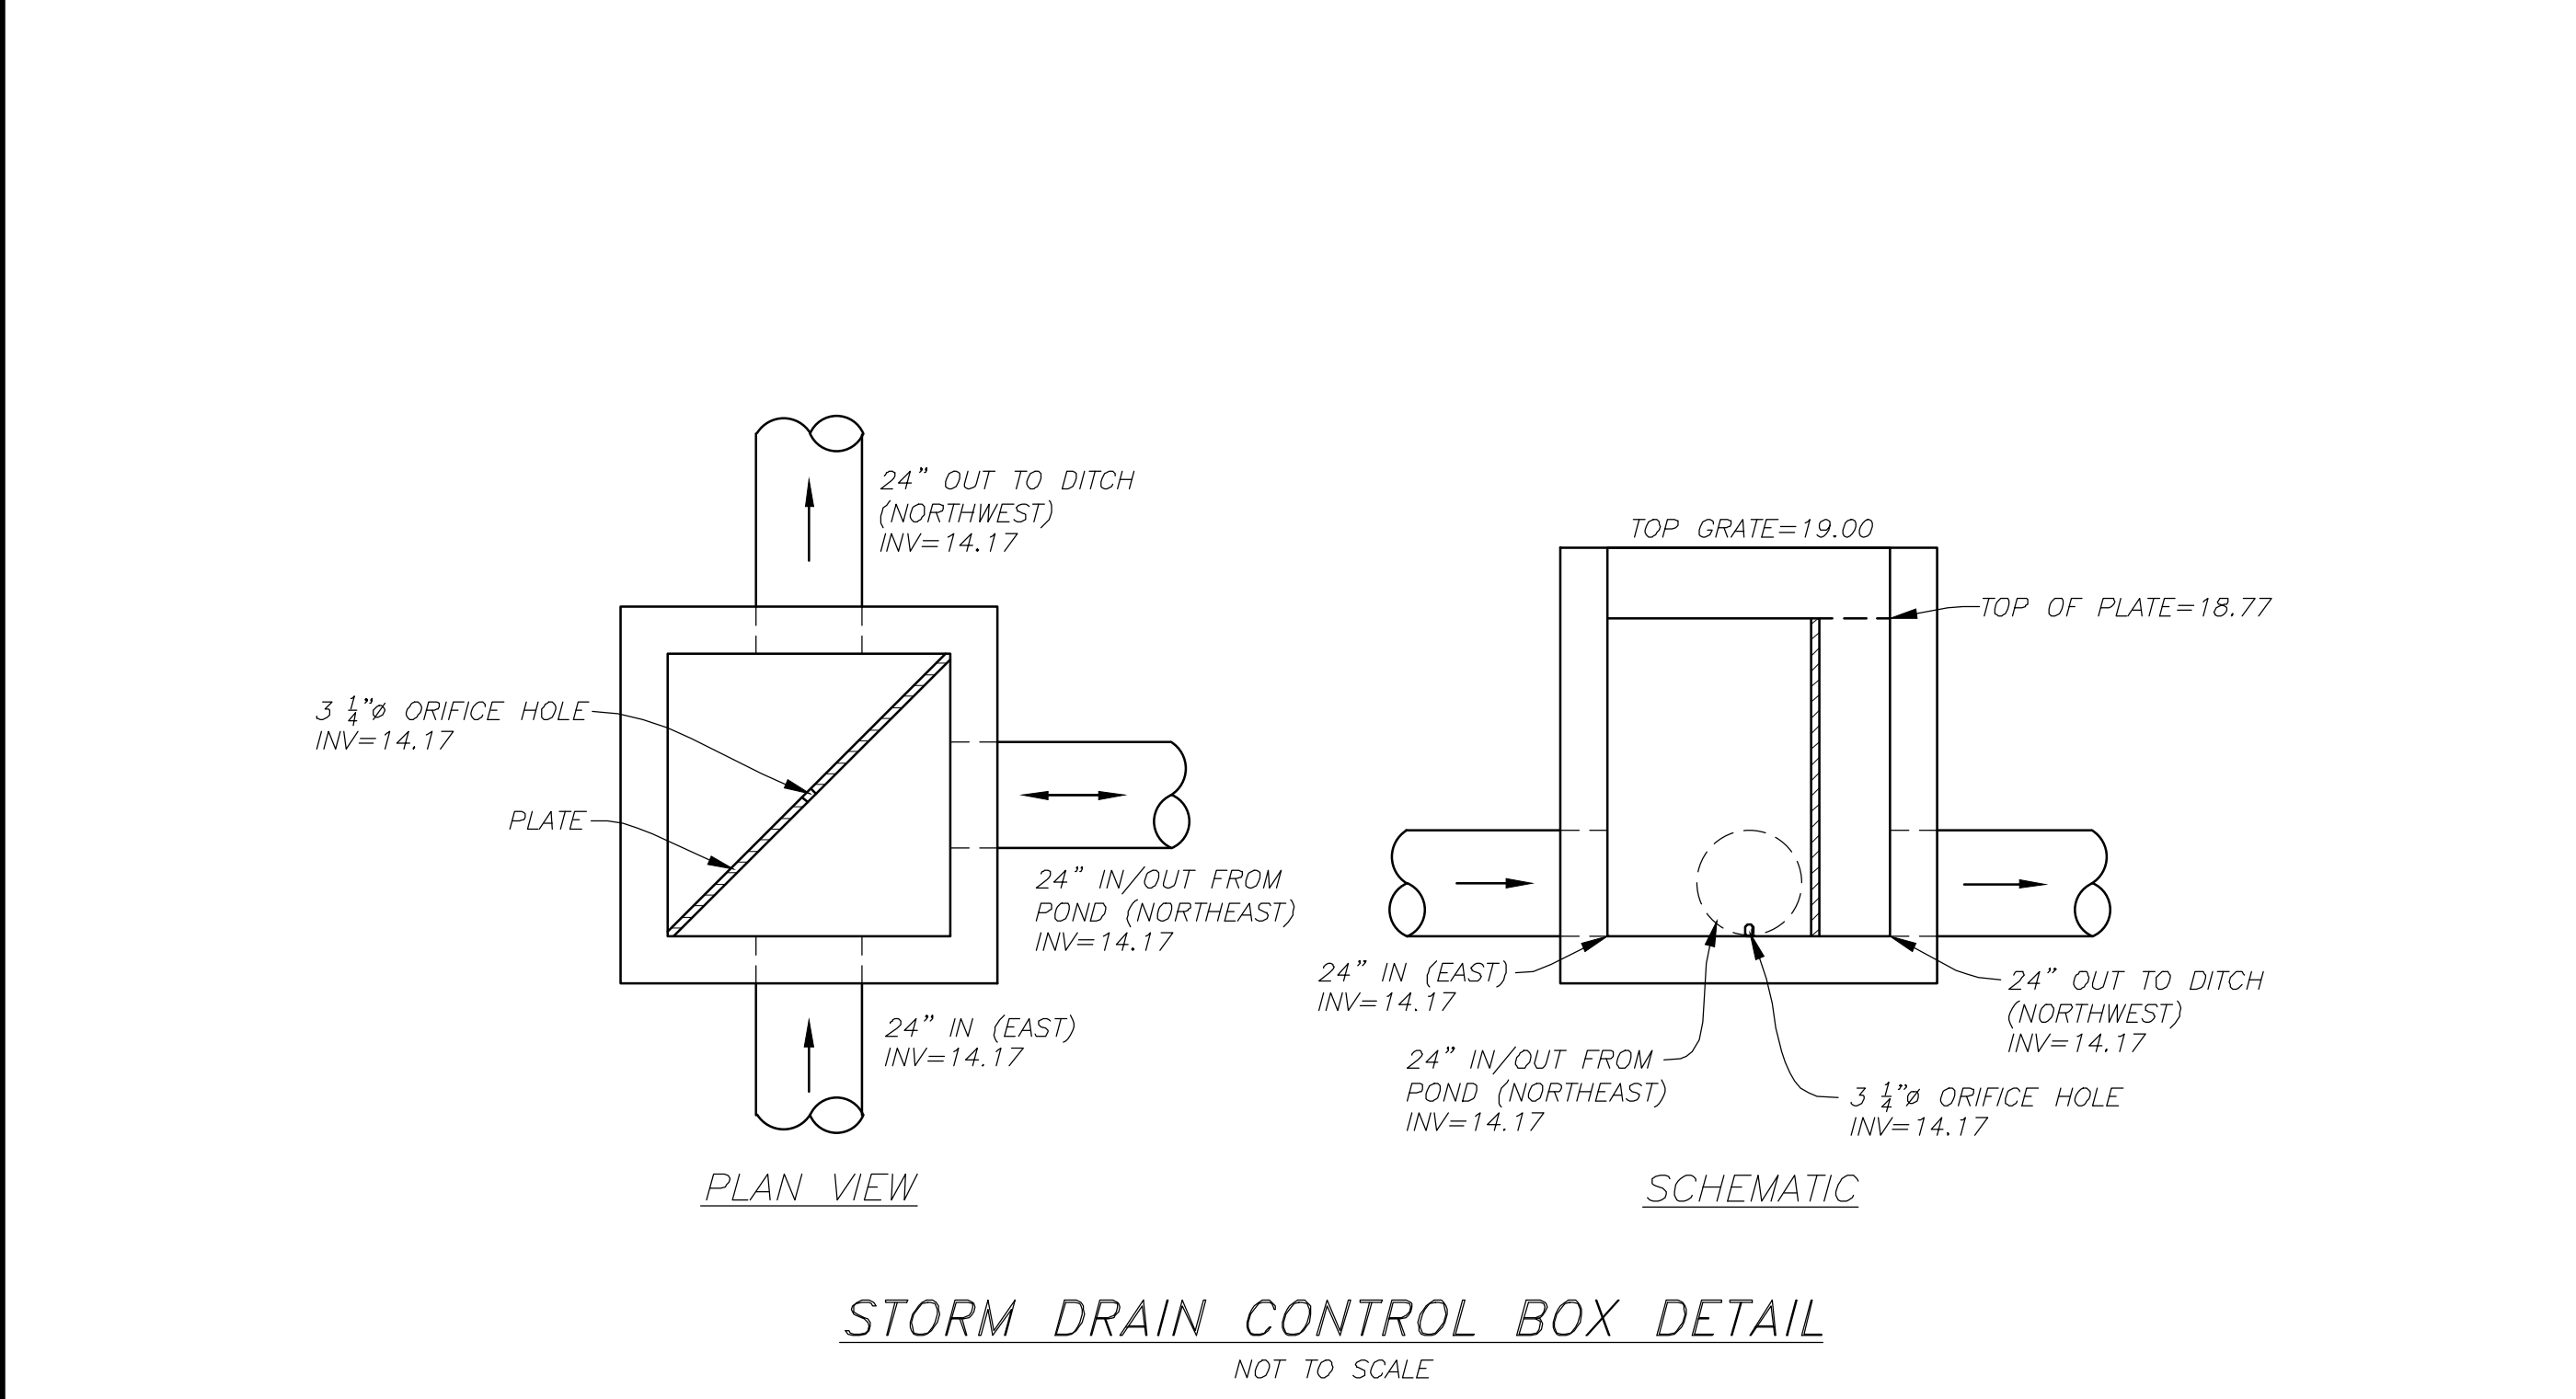 24" OUT TO DITCH
(NORTHWEST)
INV=14.17
3 1/4"ø ORIFICE HOLE
INV=14.17
PLATE
24" IN/OUT FROM
POND (NORTHEAST)
INV=14.17
24" IN (EAST)
INV=14.17
PLAN VIEW
TOP GRATE=19.00
TOP OF PLATE=18.77
24" IN (EAST)
INV=14.17
24" OUT TO DITCH
(NORTHWEST)
INV=14.17
24" IN/OUT FROM
POND (NORTHEAST)
INV=14.17
3 1/4"ø ORIFICE HOLE
INV=14.17
SCHEMATIC
STORM DRAIN CONTROL BOX DETAIL
NOT TO SCALE